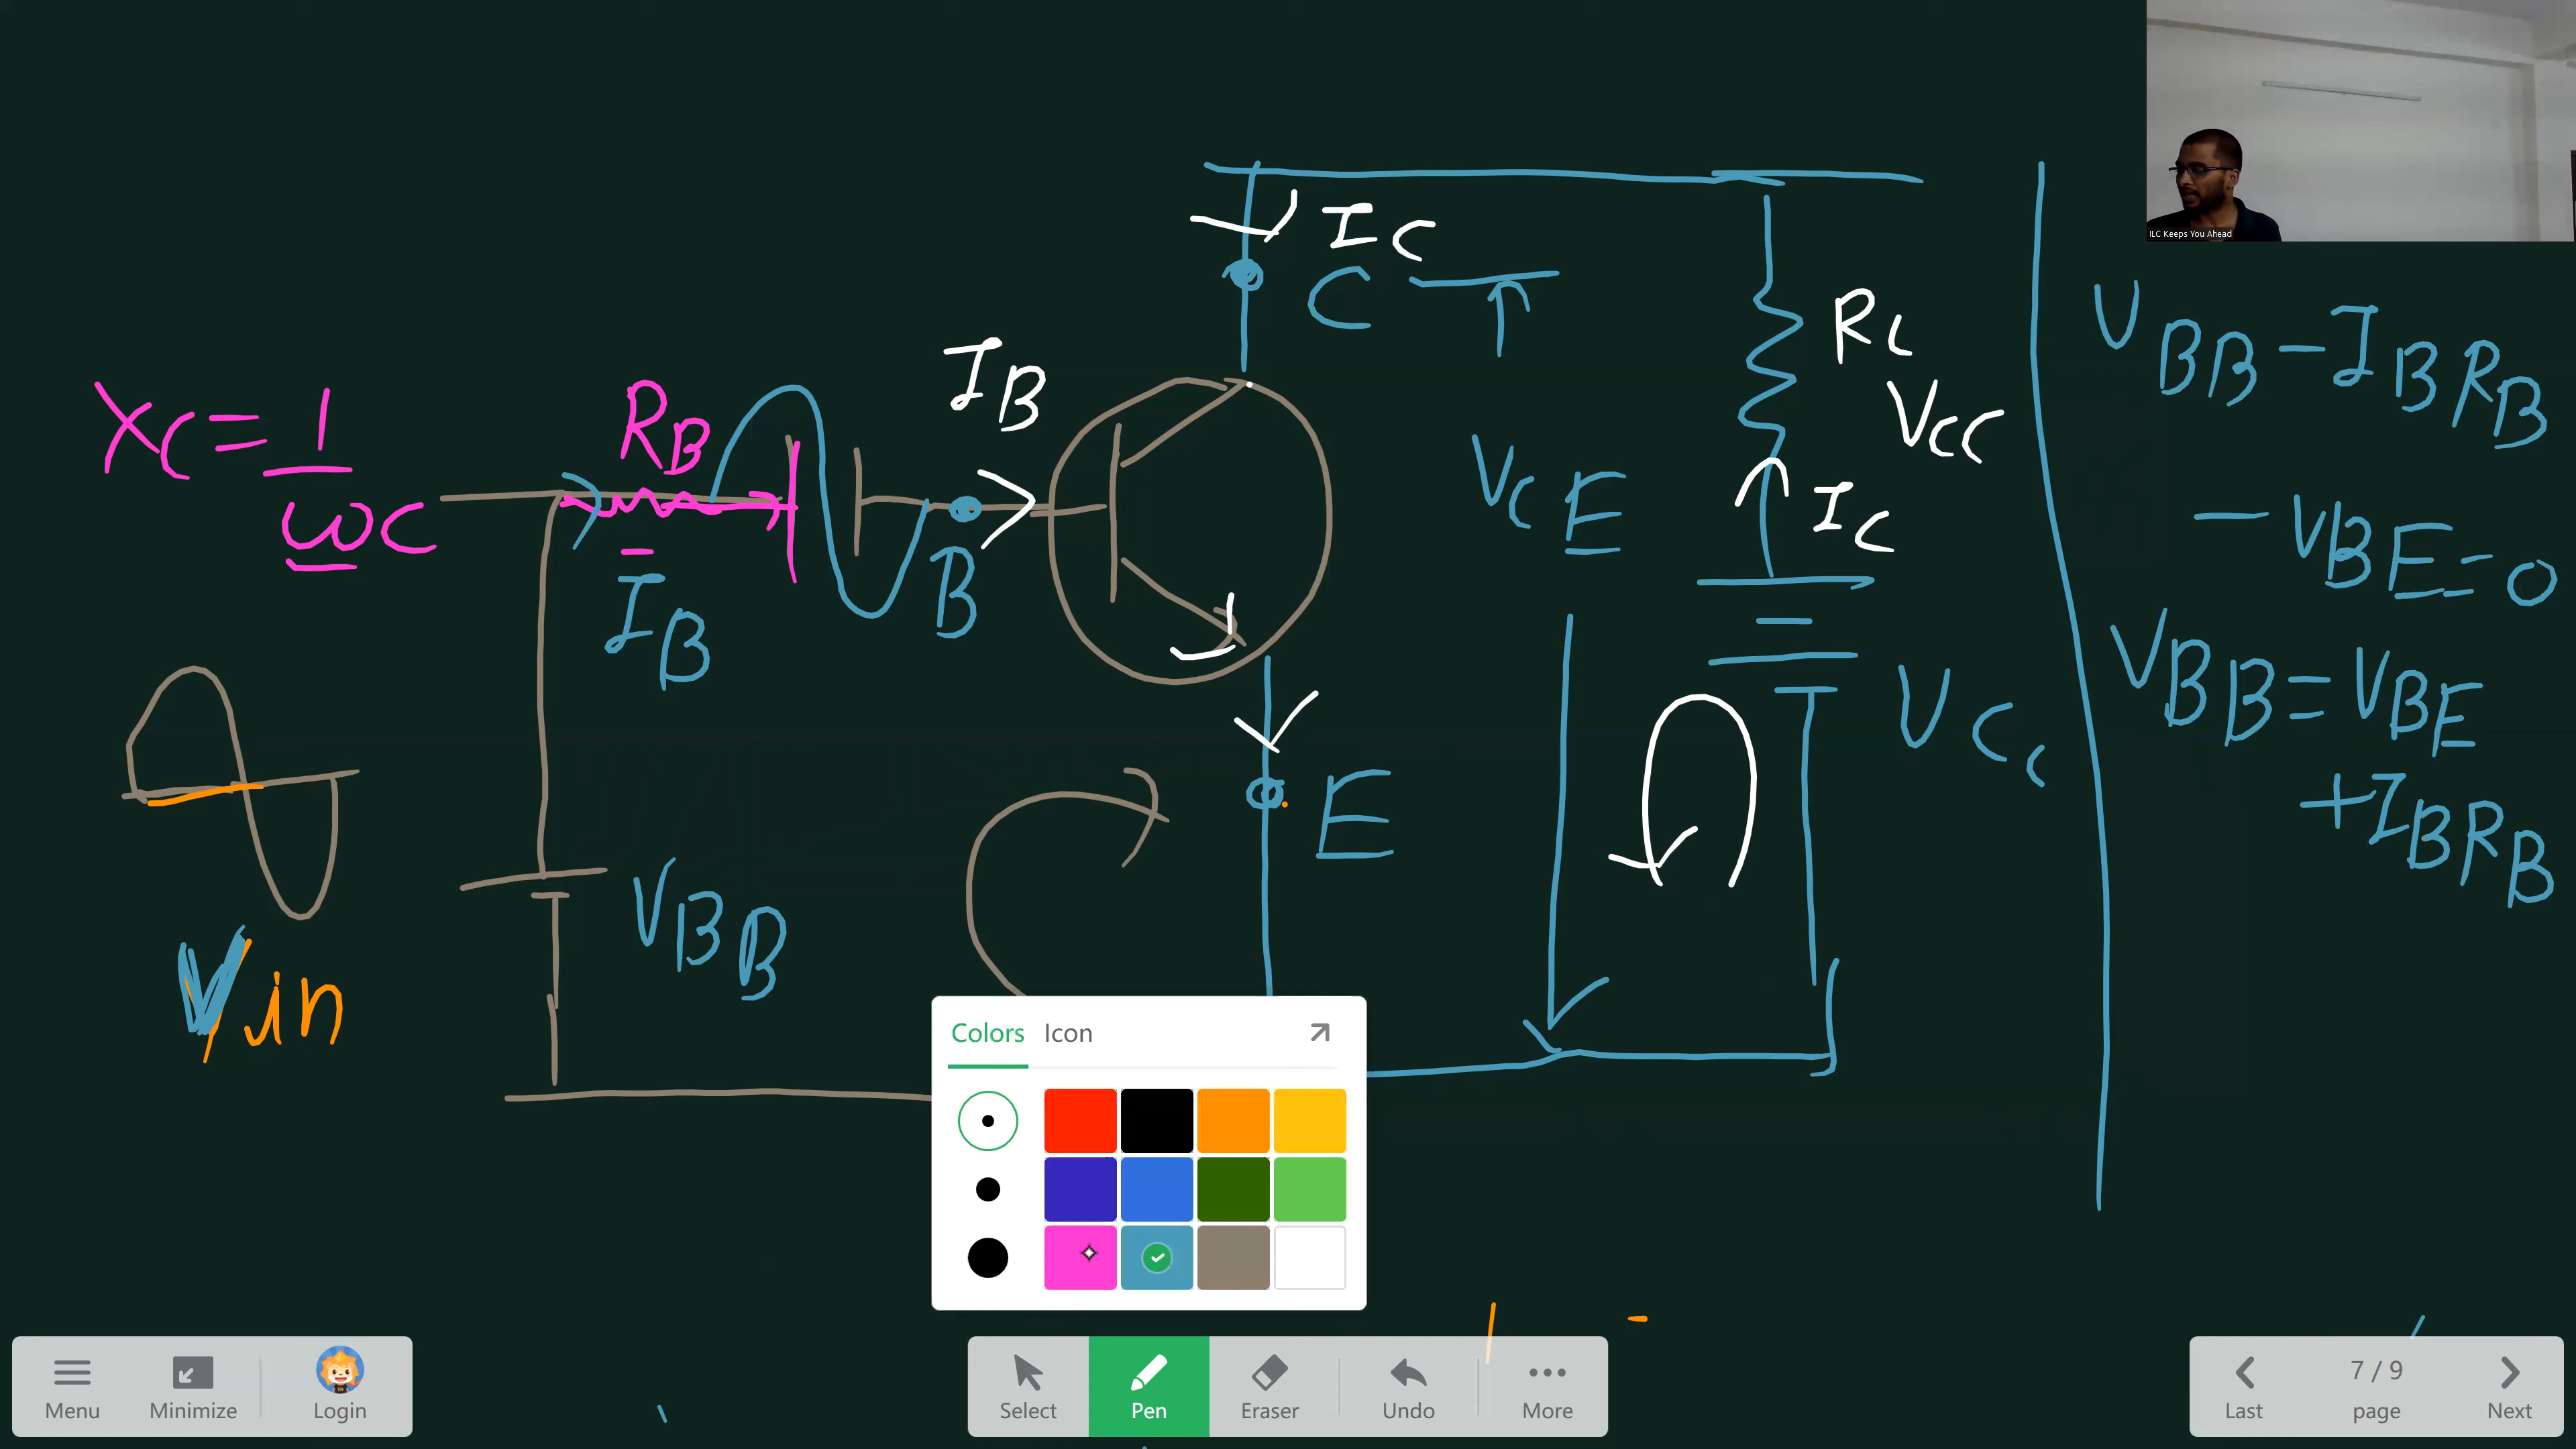 ILC Keeps You Ahead
IC
C
RL
VCC
IB
XC = 1/ωC
RB
IB
B
VCE
IC
VCC
E
VBB
Vin
VBB - IBRB
- VBE = 0
VBB = VBE
+ IBRB
Colors Icon
Menu Minimize Login
Select Pen Eraser Undo More
7 / 9
Last page Next